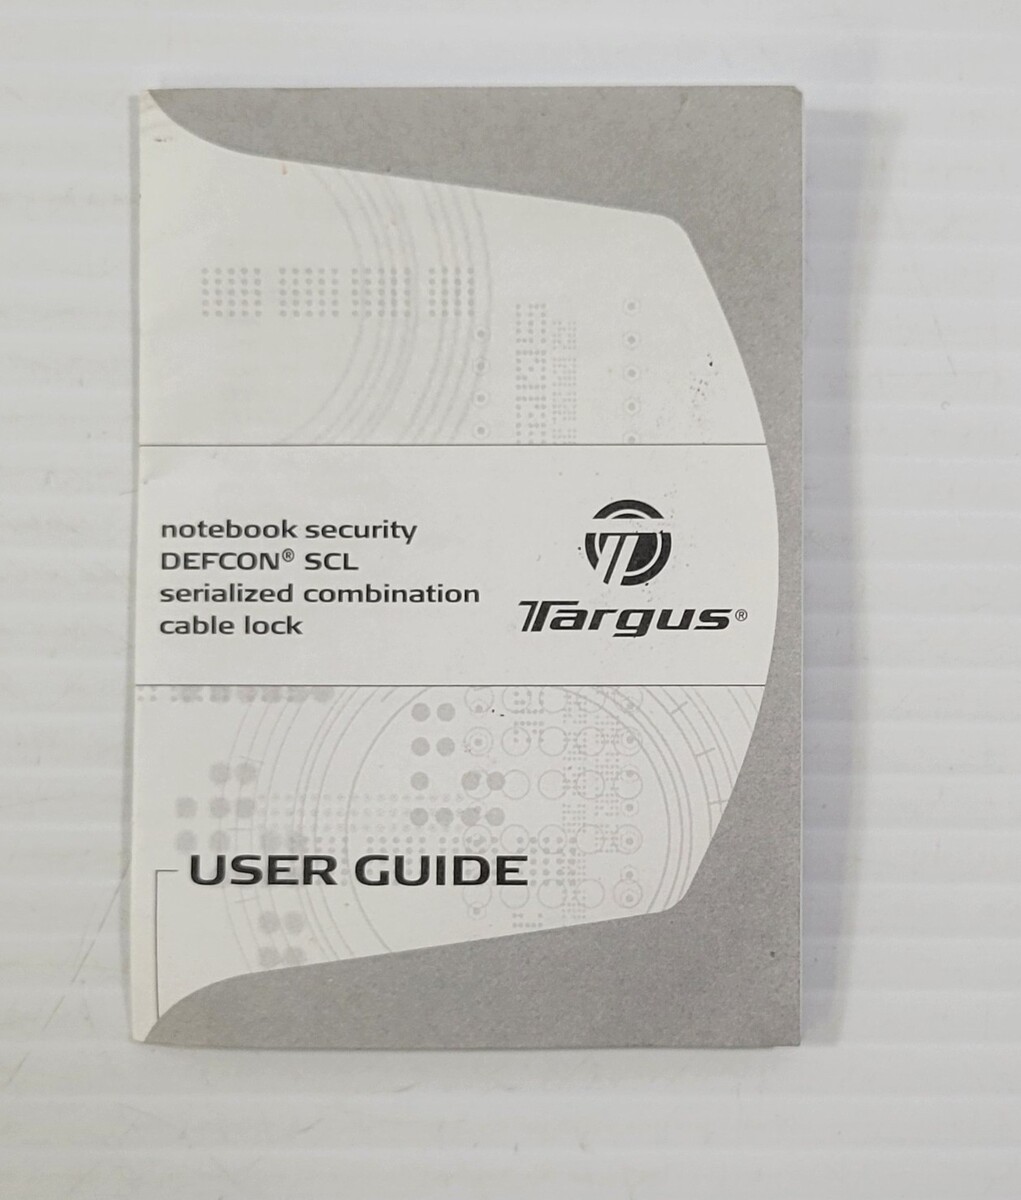 notebook security
DEFCON® SCL
serialized combination
cable lock
Targus®
USER GUIDE